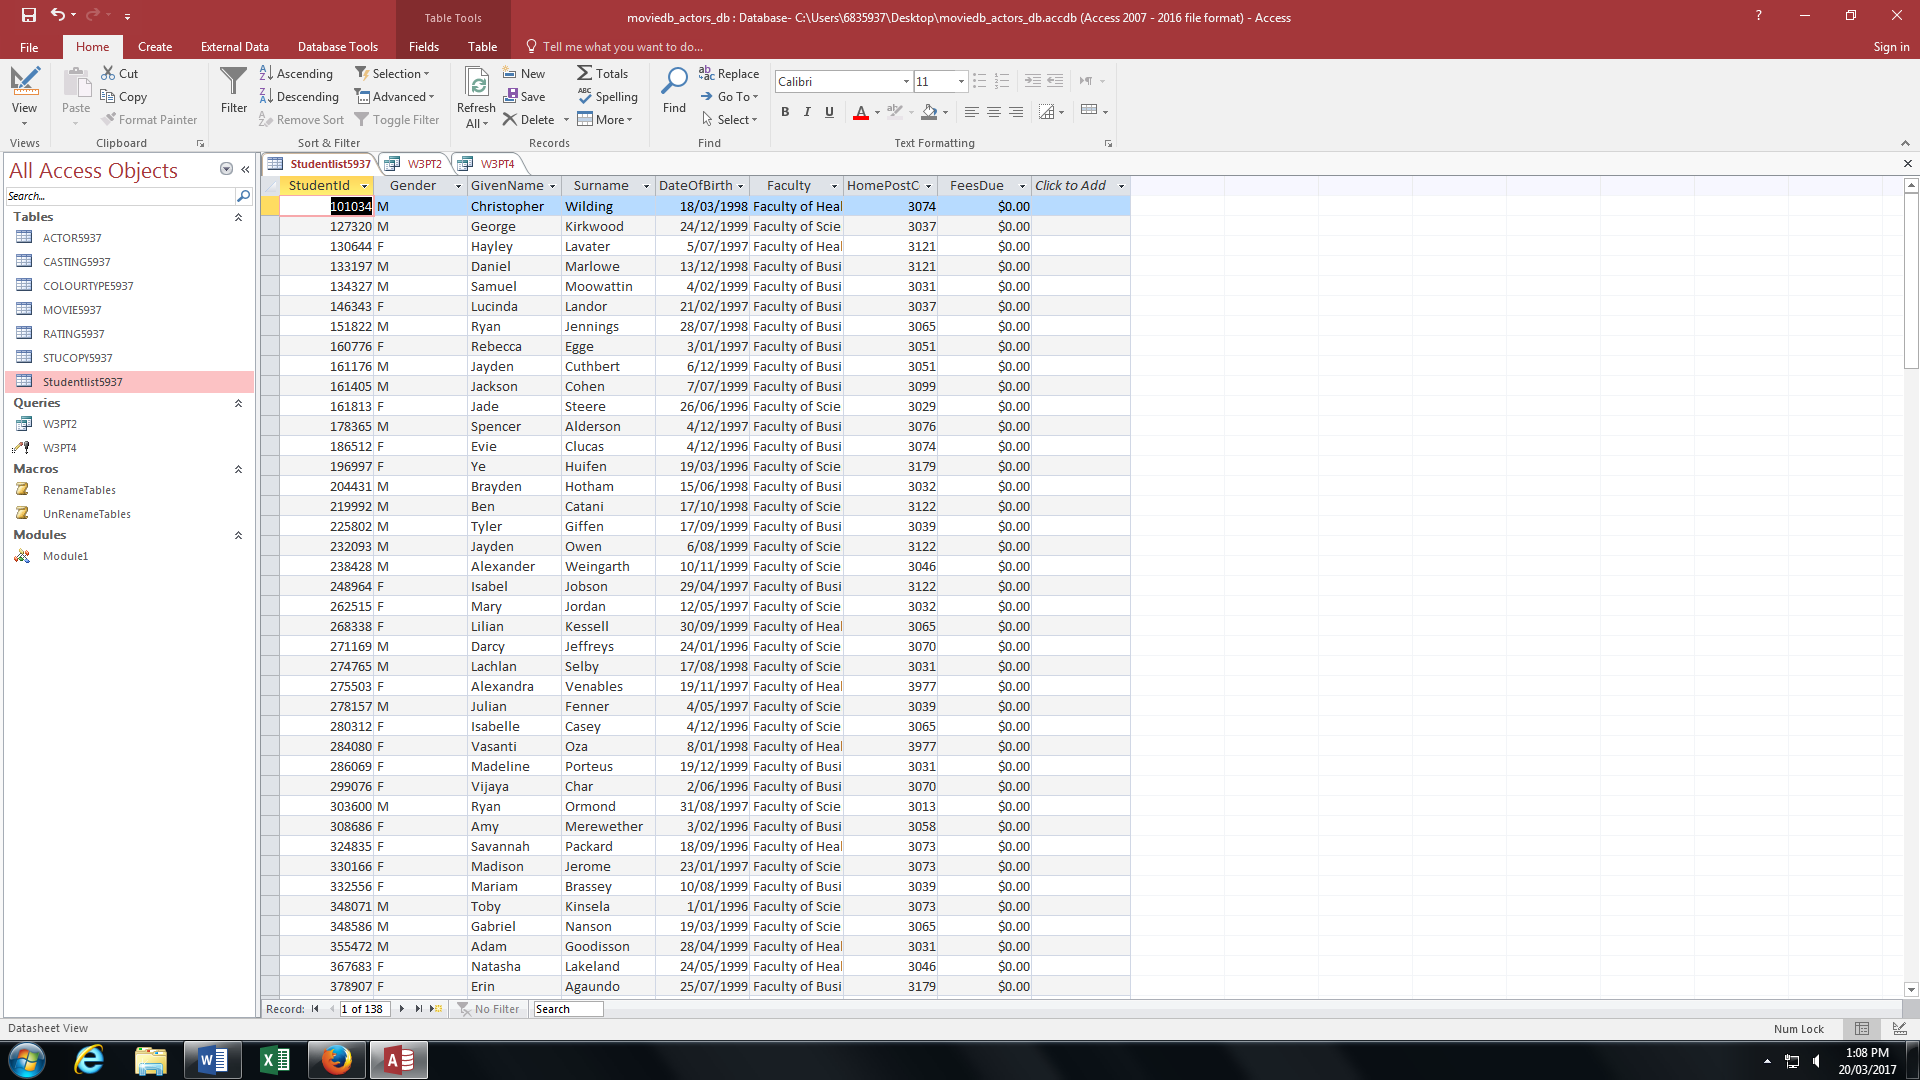 Table Tools
moviedb_actors_db : Database- C:\Users\6835937\Desktop\moviedb_actors_db.accdb (Access 2007 - 2016 file format) - Access
File Home Create External Data Database Tools Fields Table Tell me what you want to do... Sign in
View Paste Cut Copy Format Painter
Filter Ascending Descending Remove Sort Selection Advanced Toggle Filter
Refresh All New Save Delete Totals Spelling More
Find Replace Go To Select
Calibri 11
B I U
Views Clipboard Sort & Filter Records Find Text Formatting
All Access Objects
Search...
Tables
ACTOR5937
CASTING5937
COLOURTYPE5937
MOVIE5937
RATING5937
STUCOPY5937
Studentlist5937
Queries
W3PT2
W3PT4
Macros
RenameTables
UnRenameTables
Modules
Module1
Studentlist5937 W3PT2 W3PT4
StudentId Gender GivenName Surname DateOfBirth Faculty HomePostC FeesDue Click to Add
101034 M Christopher Wilding 18/03/1998 Faculty of Heal 3074 $0.00
127320 M George Kirkwood 24/12/1999 Faculty of Scie 3037 $0.00
130644 F Hayley Lavater 5/07/1997 Faculty of Heal 3121 $0.00
133197 M Daniel Marlowe 13/12/1998 Faculty of Busi 3121 $0.00
134327 M Samuel Moowattin 4/02/1999 Faculty of Busi 3031 $0.00
146343 F Lucinda Landor 21/02/1997 Faculty of Busi 3037 $0.00
151822 M Ryan Jennings 28/07/1998 Faculty of Busi 3065 $0.00
160776 F Rebecca Egge 3/01/1997 Faculty of Busi 3051 $0.00
161176 M Jayden Cuthbert 6/12/1999 Faculty of Busi 3051 $0.00
161405 M Jackson Cohen 7/07/1999 Faculty of Busi 3099 $0.00
161813 F Jade Steere 26/06/1996 Faculty of Scie 3029 $0.00
178365 M Spencer Alderson 4/12/1997 Faculty of Busi 3076 $0.00
186512 F Evie Clucas 4/12/1996 Faculty of Busi 3074 $0.00
196997 F Ye Huifen 19/03/1996 Faculty of Scie 3179 $0.00
204431 M Brayden Hotham 15/06/1998 Faculty of Busi 3032 $0.00
219992 M Ben Catani 17/10/1998 Faculty of Scie 3122 $0.00
225802 M Tyler Giffen 17/09/1999 Faculty of Busi 3039 $0.00
232093 M Jayden Owen 6/08/1999 Faculty of Scie 3122 $0.00
238428 M Alexander Weingarth 10/11/1999 Faculty of Scie 3046 $0.00
248964 F Isabel Jobson 29/04/1997 Faculty of Busi 3122 $0.00
262515 F Mary Jordan 12/05/1997 Faculty of Scie 3032 $0.00
268338 F Lilian Kessell 30/09/1999 Faculty of Heal 3065 $0.00
271169 M Darcy Jeffreys 24/01/1996 Faculty of Scie 3070 $0.00
274765 M Lachlan Selby 17/08/1998 Faculty of Scie 3031 $0.00
275503 F Alexandra Venables 19/11/1997 Faculty of Heal 3977 $0.00
278157 M Julian Fenner 4/05/1997 Faculty of Scie 3039 $0.00
280312 F Isabelle Casey 4/12/1996 Faculty of Scie 3065 $0.00
284080 F Vasanti Oza 8/01/1998 Faculty of Heal 3977 $0.00
286069 F Madeline Porteus 19/12/1999 Faculty of Busi 3031 $0.00
299076 F Vijaya Char 2/06/1996 Faculty of Busi 3070 $0.00
303600 M Ryan Ormond 31/08/1997 Faculty of Scie 3013 $0.00
308686 F Amy Merewether 3/02/1996 Faculty of Busi 3058 $0.00
324835 F Savannah Packard 18/09/1996 Faculty of Heal 3073 $0.00
330166 F Madison Jerome 23/01/1997 Faculty of Scie 3073 $0.00
332556 F Mariam Brassey 10/08/1999 Faculty of Busi 3039 $0.00
348071 M Toby Kinsela 1/01/1996 Faculty of Scie 3073 $0.00
348586 M Gabriel Nanson 19/03/1999 Faculty of Scie 3065 $0.00
355472 M Adam Goodisson 28/04/1999 Faculty of Heal 3031 $0.00
367683 F Natasha Lakeland 24/05/1999 Faculty of Heal 3046 $0.00
378907 F Erin Agaundo 25/07/1999 Faculty of Busi 3179 $0.00
Record: 1 of 138 No Filter Search
Datasheet View Num Lock
1:08 PM
20/03/2017